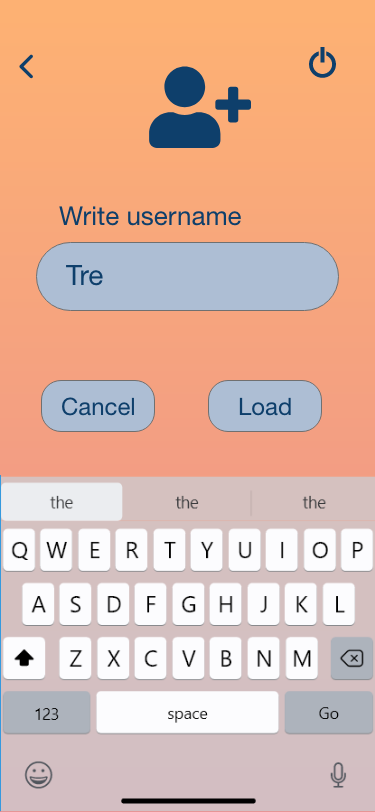 Write username
Tre
Cancel Load
the the the
Q W E R T Y U I O P
A S D F G H J K L
Z X C V B N M
123 space Go